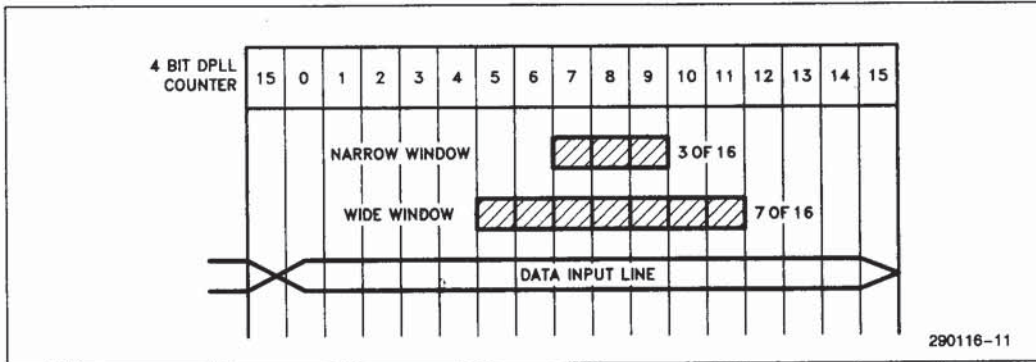 4 BIT DPLL
COUNTER
15 0 1 2 3 4 5 6 7 8 9 10 11 12 13 14 15
NARROW WINDOW
3 OF 16
WIDE WINDOW
7 OF 16
DATA INPUT LINE
290116-11